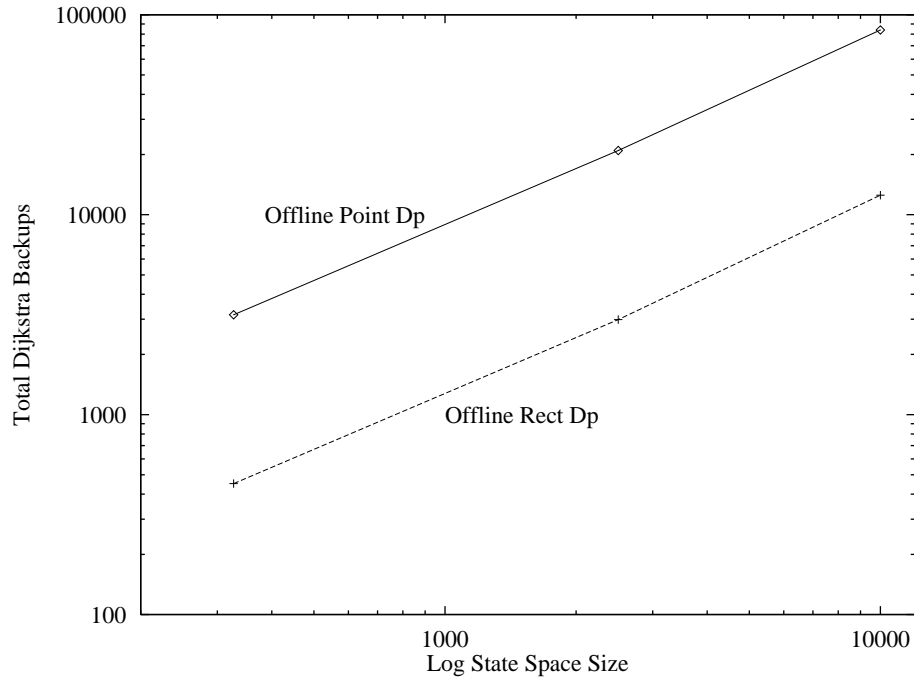 100000
10000
1000
100
Total Dijkstra Backups
Offline Point Dp
Offline Rect Dp
1000
10000
Log State Space Size